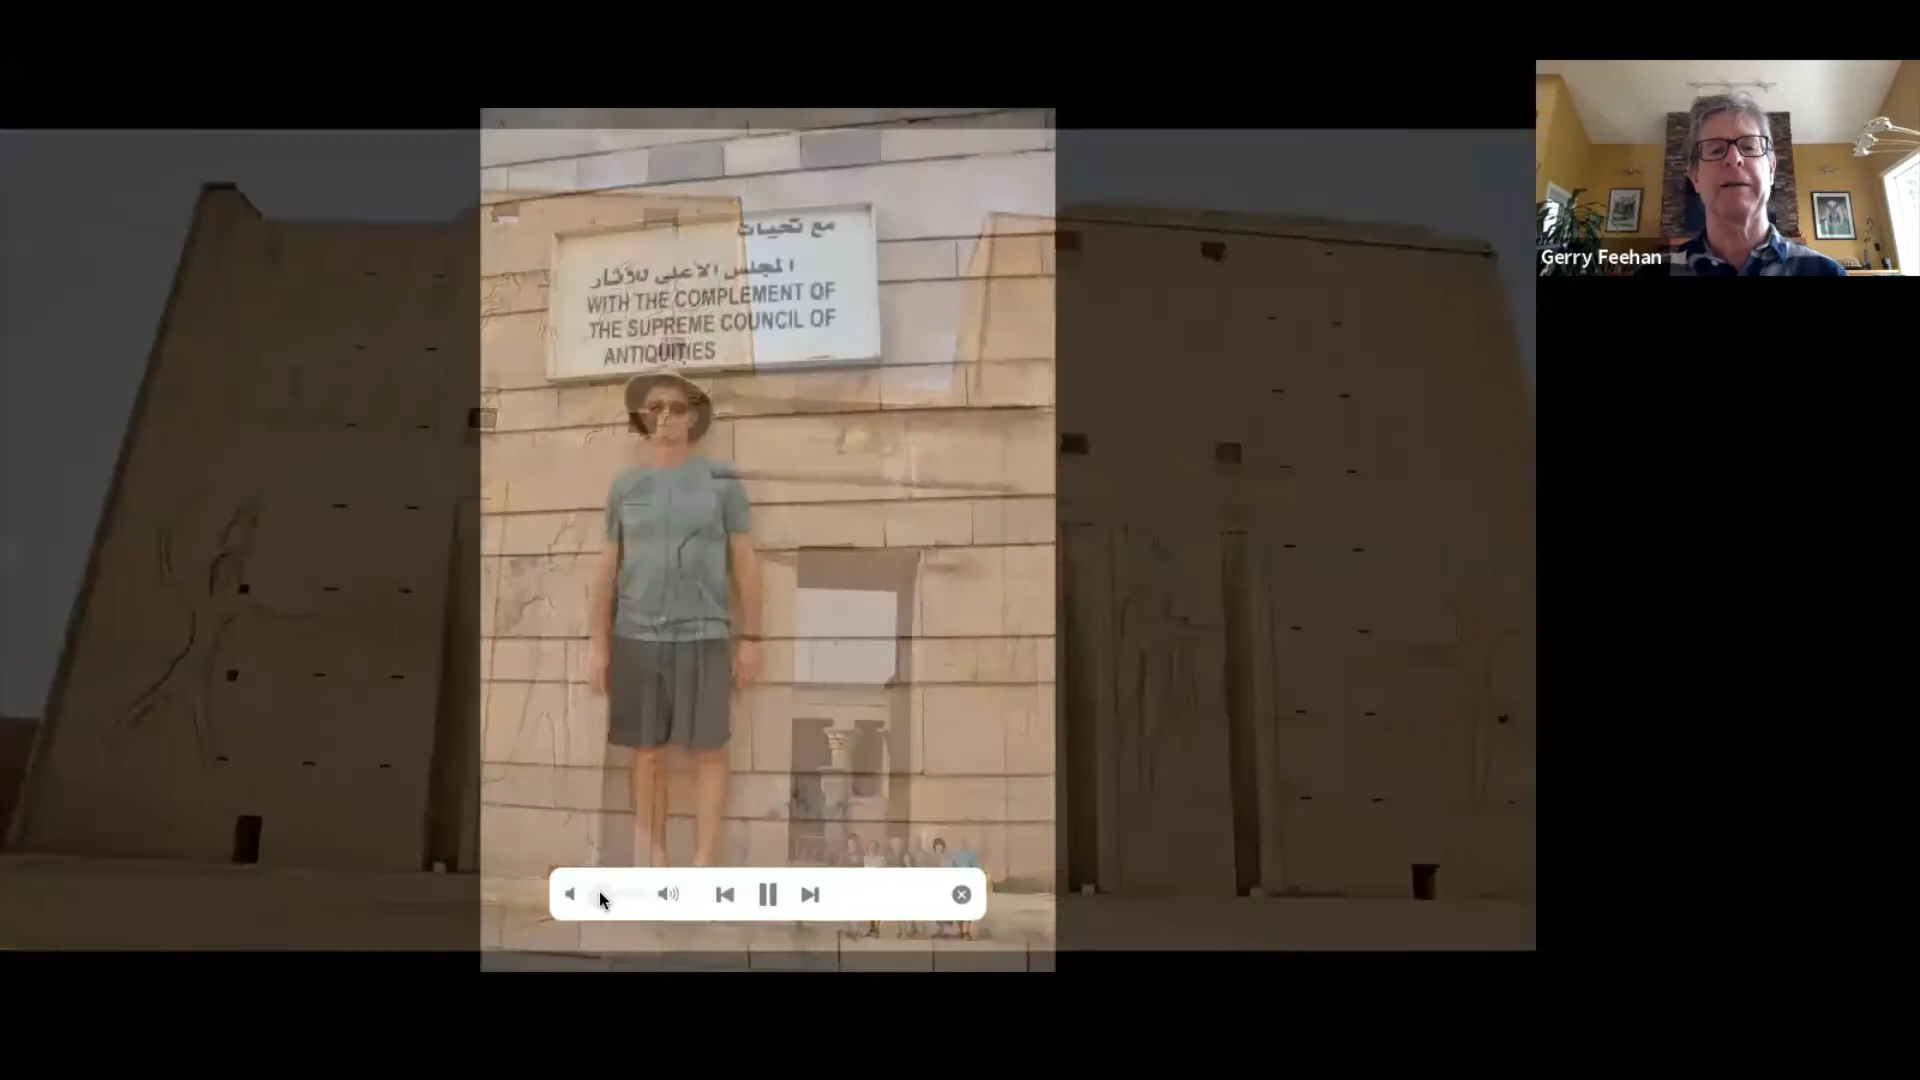 مع تحيات
المجلس الاعلى للآثار
WITH THE COMPLEMENT OF
THE SUPREME COUNCIL OF
ANTIQUITIES
Gerry Feehan